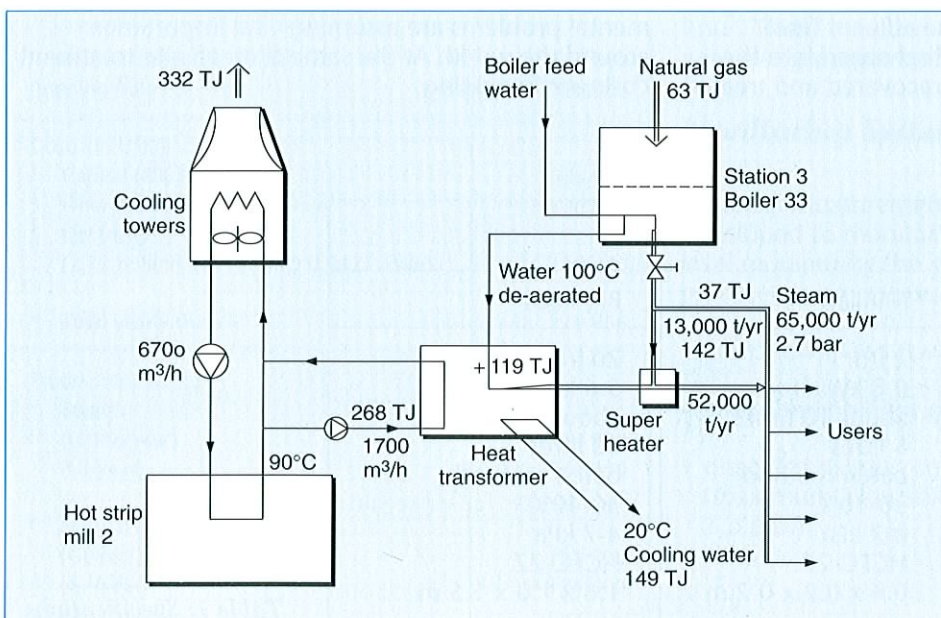 332 TJ
Cooling
towers
670o
m³/h
90°C
Hot strip
mill 2
268 TJ
1700
m³/h
Boiler feed
water
Natural gas
63 TJ
Station 3
Boiler 33
Water 100°C
de-aerated
37 TJ
13,000 t/yr
142 TJ
Steam
65,000 t/yr
2.7 bar
+ 119 TJ
52,000
t/yr
Super
heater
Users
Heat
transformer
20°C
Cooling water
149 TJ